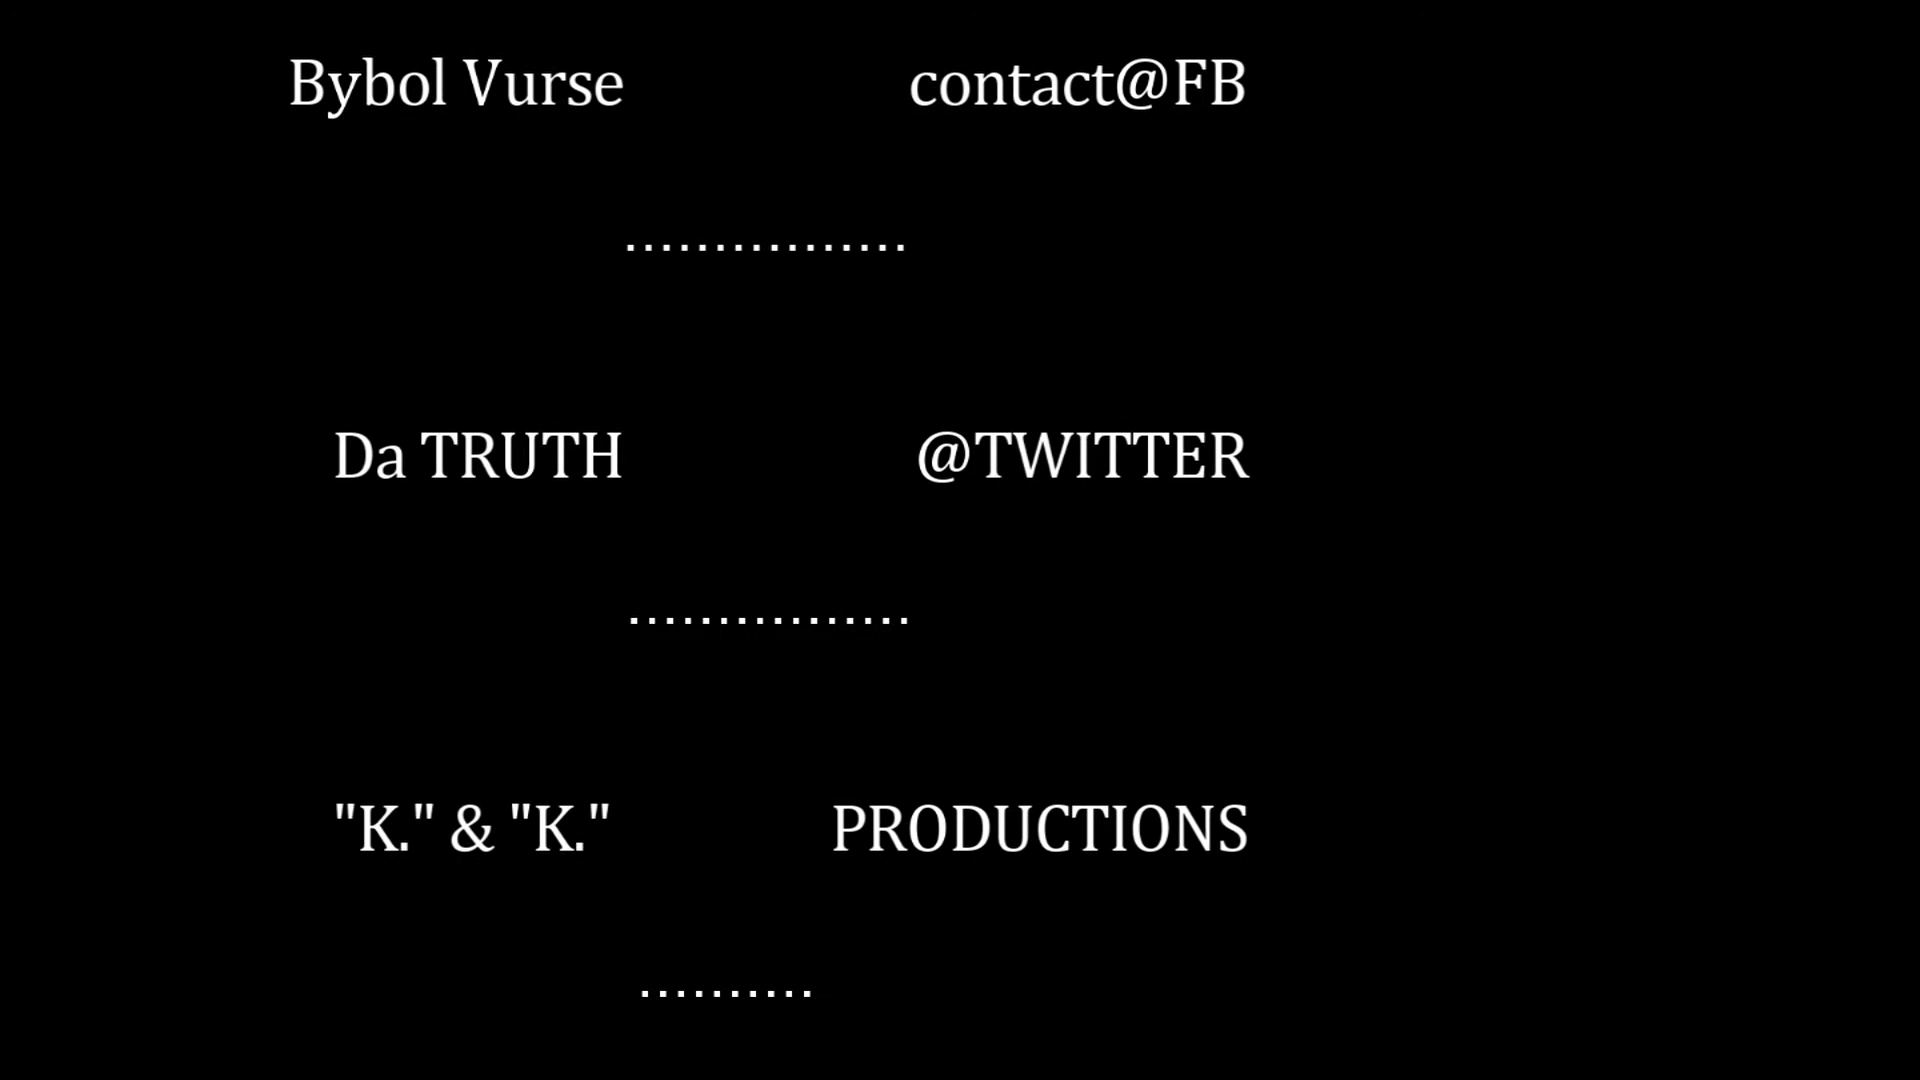 Bybol Vurse contact@FB
................
Da TRUTH @TWITTER
................
"K." & "K." PRODUCTIONS
..........